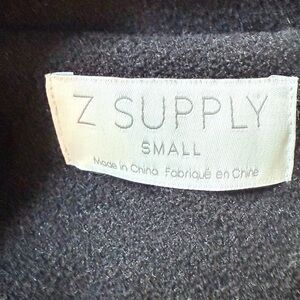 Z SUPPLY
SMALL
Made in China Fabriqué en Chine